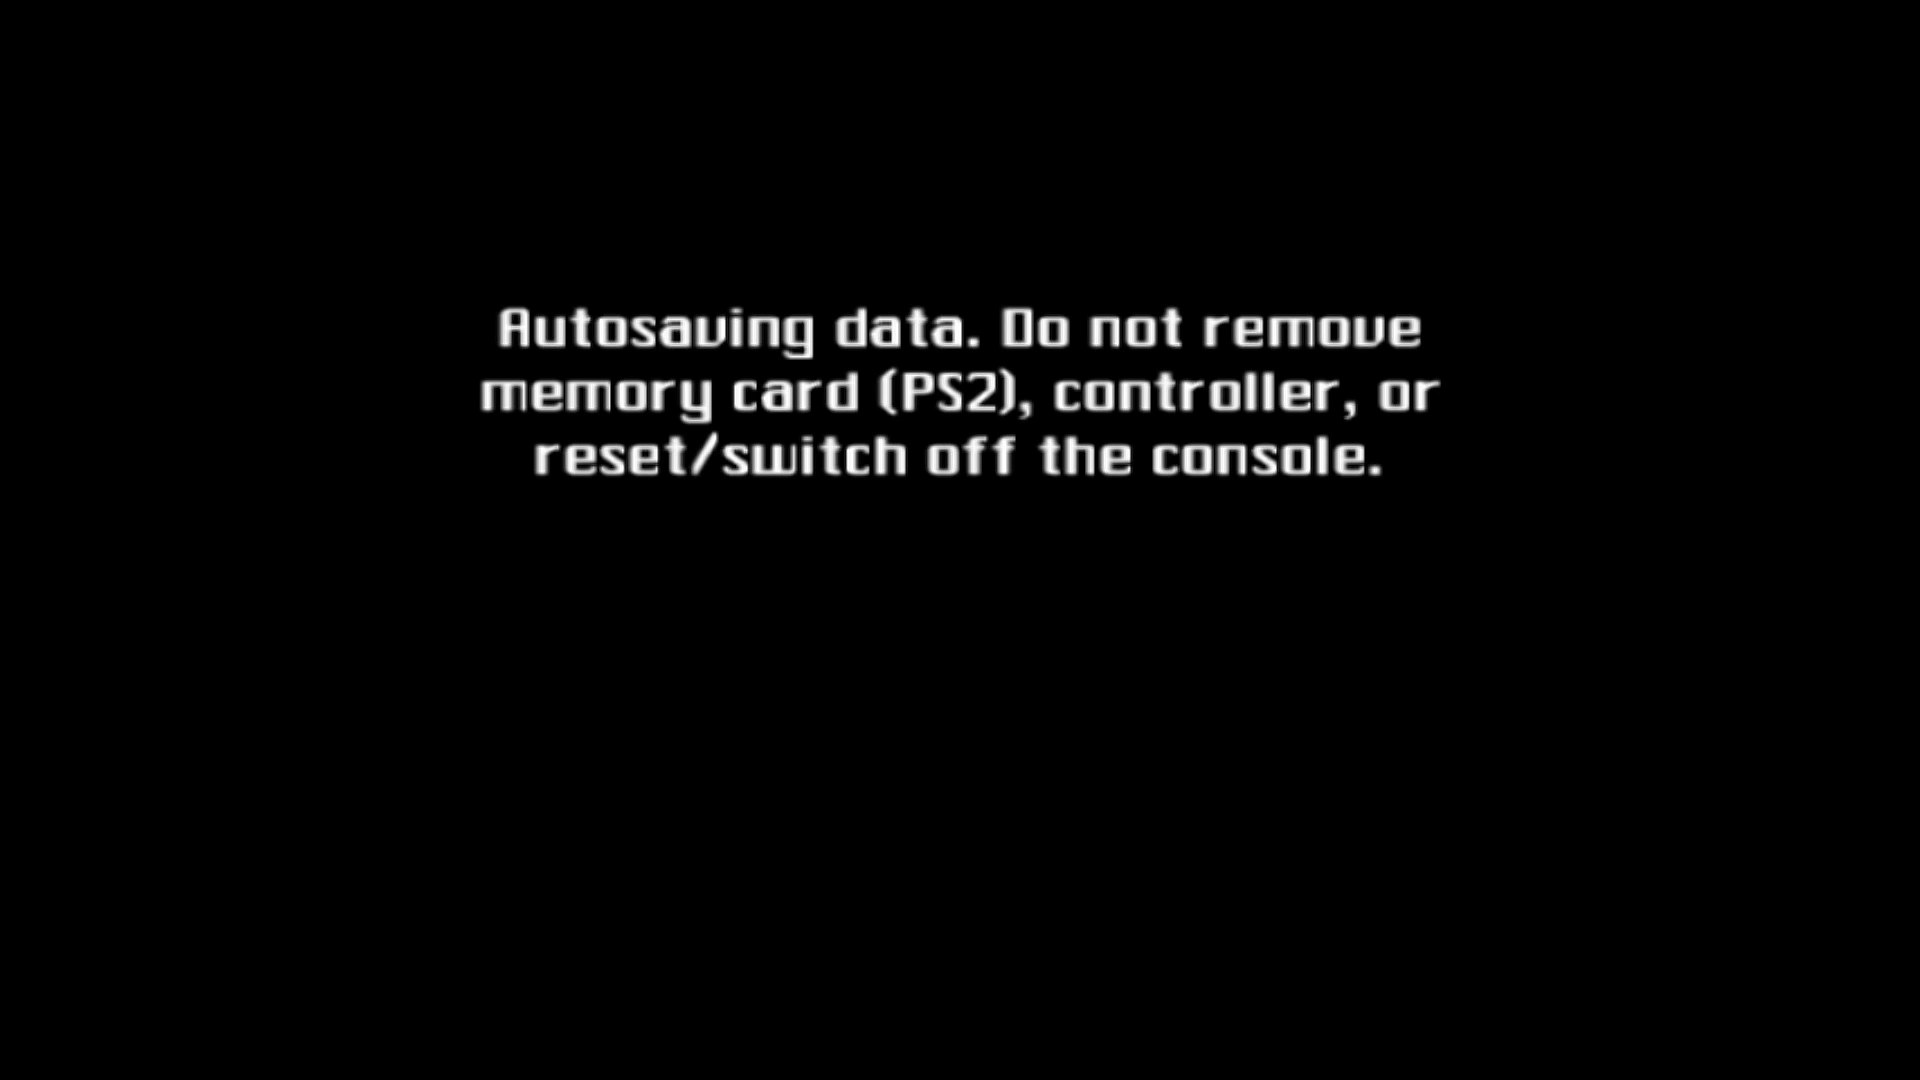 Autosaving data. Do not remove
memory card (PS2), controller, or
reset/switch off the console.